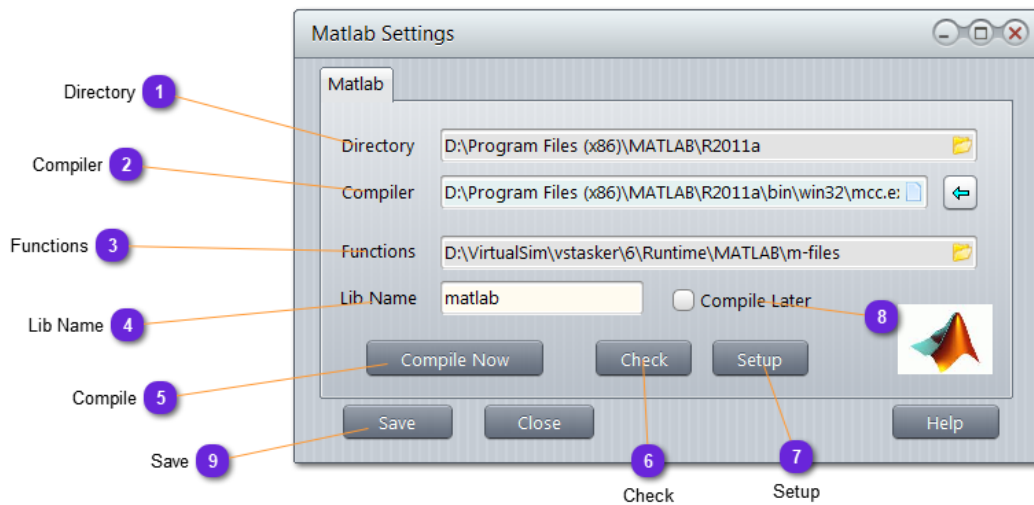 Matlab Settings
Matlab
Directory 1
Directory D:\Program Files (x86)\MATLAB\R2011a
Compiler 2
Compiler D:\Program Files (x86)\MATLAB\R2011a\bin\win32\mcc.ex
Functions 3
Functions D:\VirtualSim\vstasker\6\Runtime\MATLAB\m-files
Lib Name 4
Lib Name matlab Compile Later
8
Compile Now Check Setup
Compile 5
Save Close Help
Save 9
6 7
Check Setup